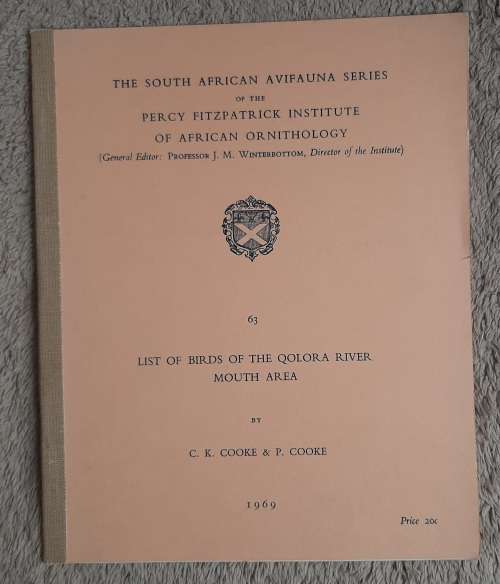 THE SOUTH AFRICAN AVIFAUNA SERIES
OF THE
PERCY FITZPATRICK INSTITUTE
OF AFRICAN ORNITHOLOGY
(General Editor: PROFESSOR J. M. WINTERBOTTOM, Director of the Institute)
63
LIST OF BIRDS OF THE QOLORA RIVER
MOUTH AREA
BY
C. K. COOKE & P. COOKE
1969
Price 20c